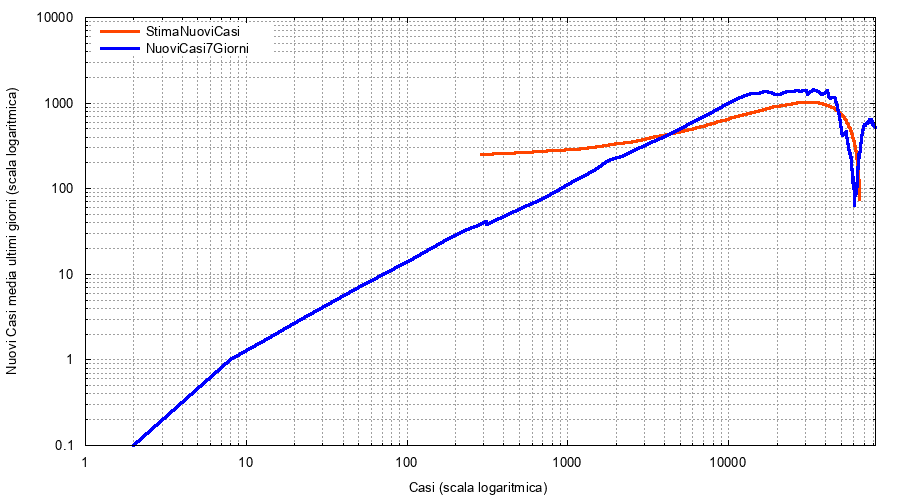 10000
1000
100
10
1
0.1
1
10
100
1000
10000
StimaNuoviCasi
NuoviCasi7Giorni
Nuovi Casi media ultimi giorni (scala logaritmica)
Casi (scala logaritmica)